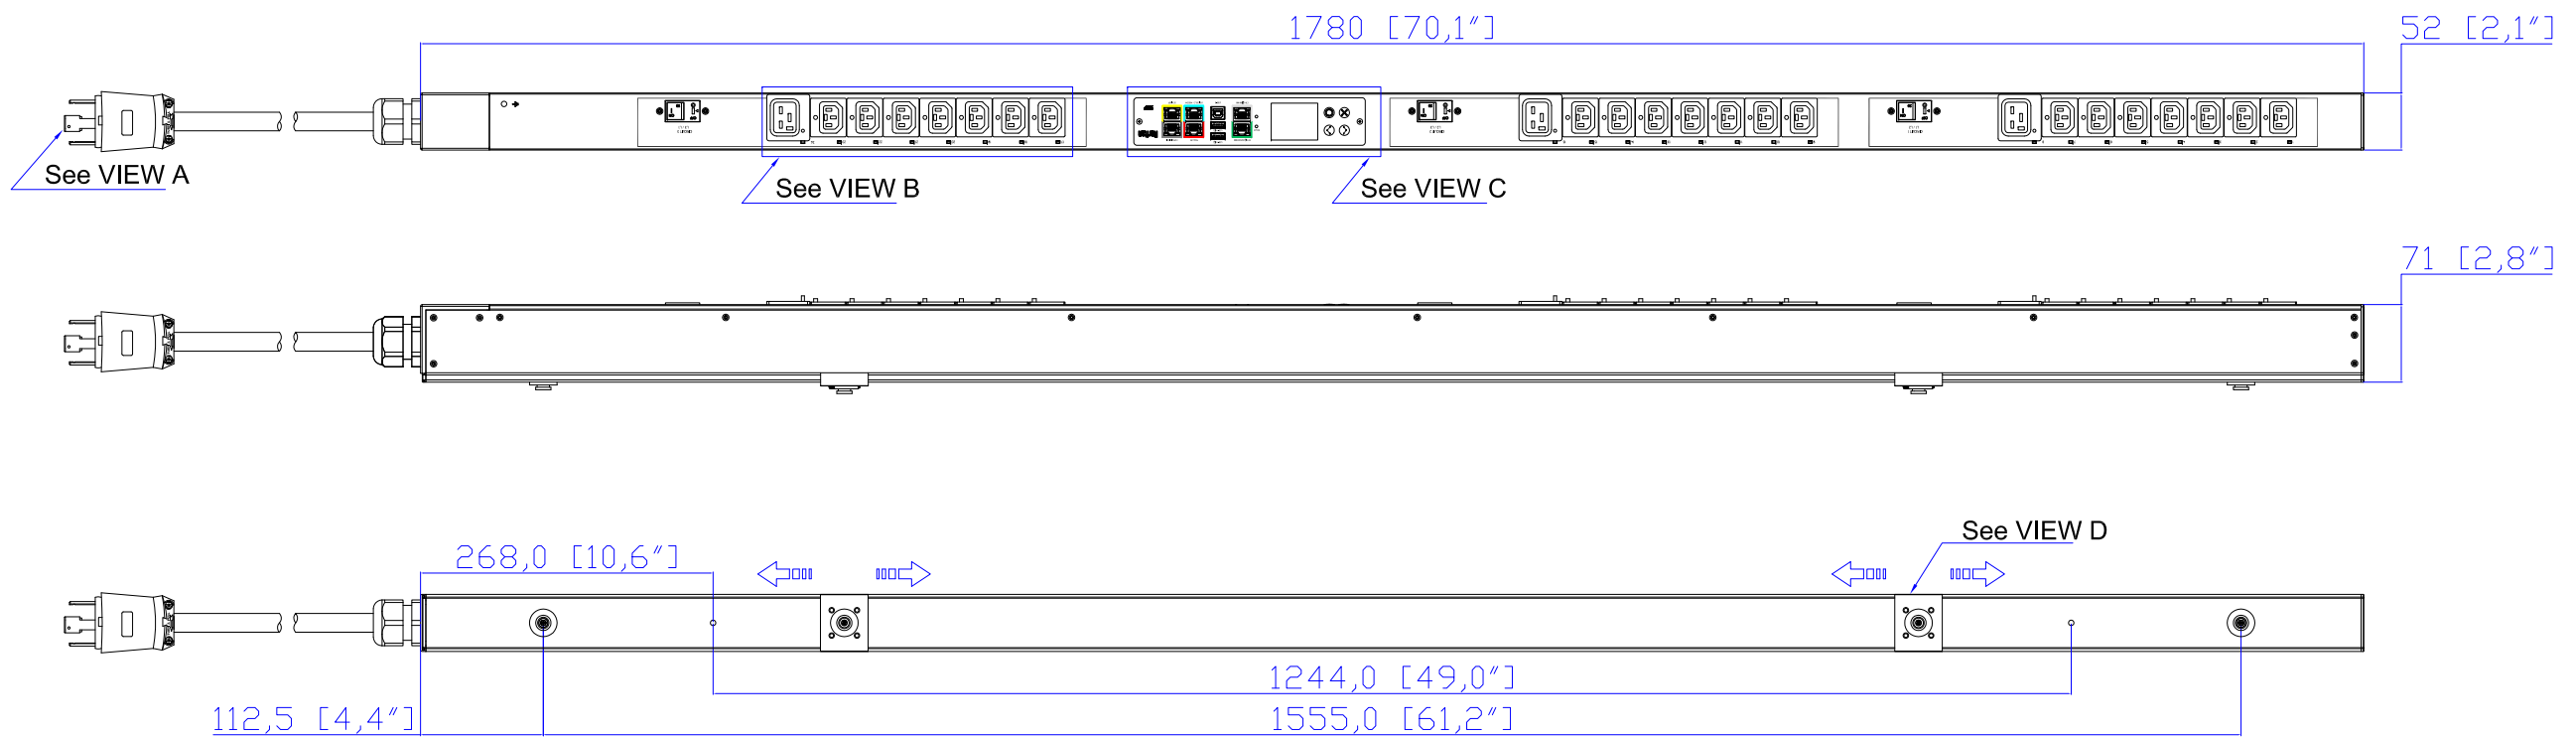 1780 [70,1"]
52 [2,1"]
See VIEW A
See VIEW B
See VIEW C
71 [2,8"]
See VIEW D
268,0 [10,6"]
1244,0 [49,0"]
112,5 [4,4"]
1555,0 [61,2"]